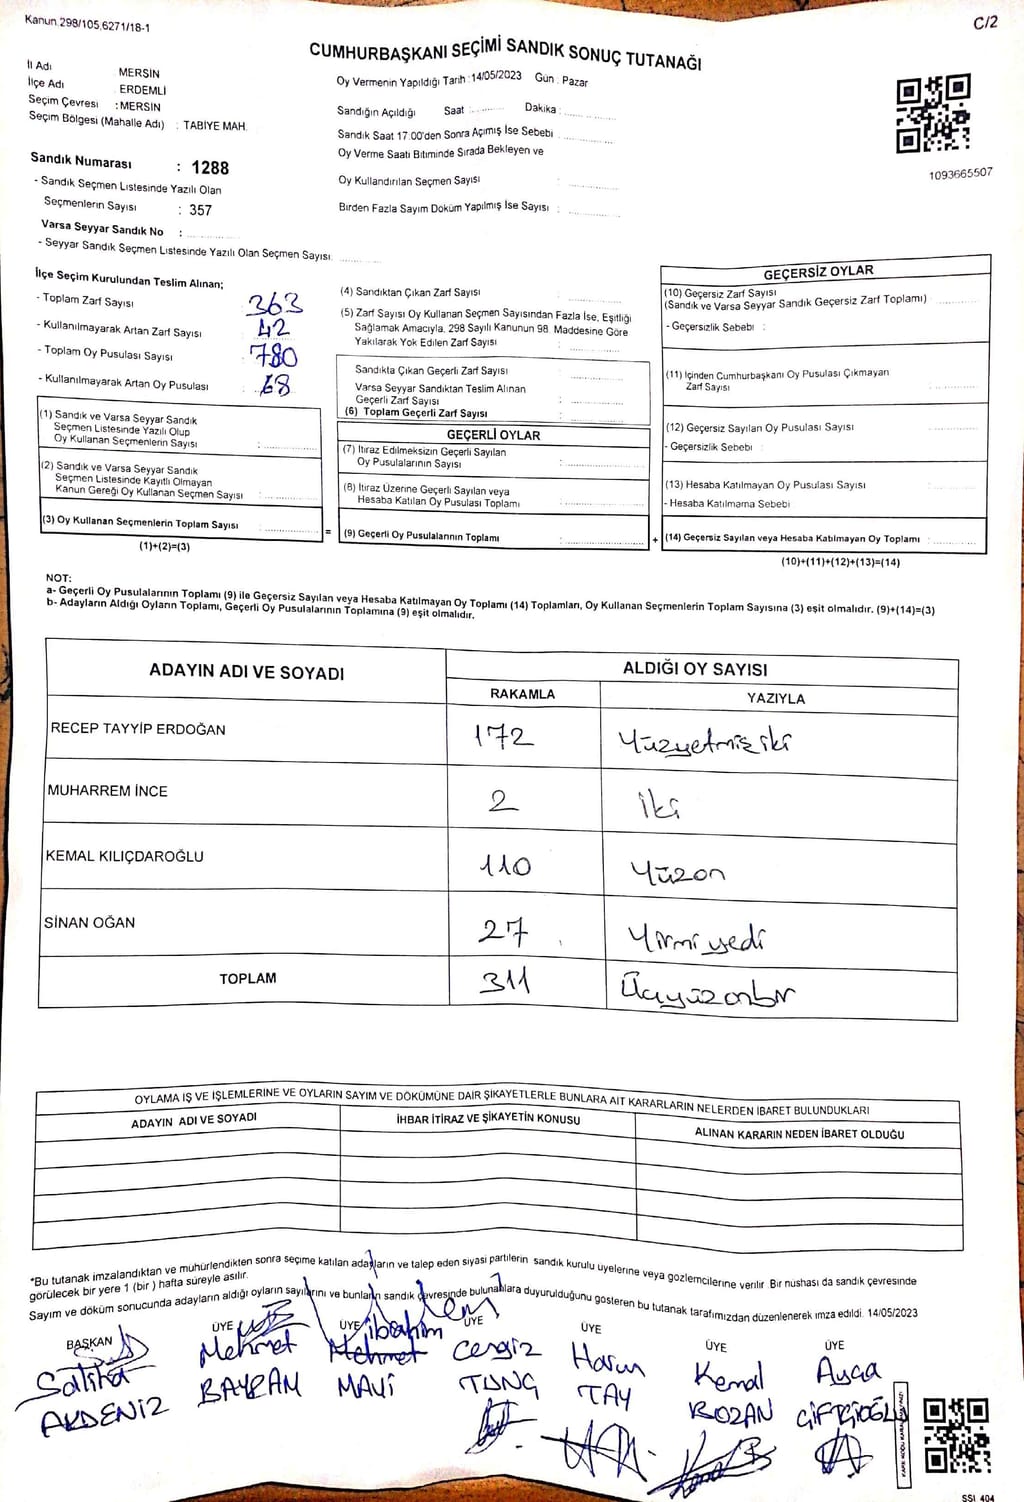 Kanun 298/105,6271/18-1
C/2
CUMHURBAŞKANI SEÇİMİ SANDIK SONUÇ TUTANAĞI
İl Adı MERSİN
İlçe Adı : ERDEMLİ
Seçim Çevresi : MERSİN
Seçim Bölgesi (Mahalle Adı) : TABİYE MAH.
Oy Vermenin Yapıldığı Tarih : 14/05/2023 Gün : Pazar
Sandığın Açıldığı Saat : Dakika :
Sandık Saat 17.00'den Sonra Açımış İse Sebebi :
Oy Verme Saati Bitiminde Sırada Bekleyen ve
Oy Kullandırılan Seçmen Sayısı :
Birden Fazla Sayım Döküm Yapılmış İse Sayısı :
1093665507
Sandık Numarası : 1288
- Sandık Seçmen Listesinde Yazılı Olan
Seçmenlerin Sayısı : 357
Varsa Seyyar Sandık No :
- Seyyar Sandık Seçmen Listesinde Yazılı Olan Seçmen Sayısı:
İlçe Seçim Kurulundan Teslim Alınan;
- Toplam Zarf Sayısı 363
- Kullanılmayarak Artan Zarf Sayısı 42
- Toplam Oy Pusulası Sayısı 780
- Kullanılmayarak Artan Oy Pusulası 68
(1) Sandık ve Varsa Seyyar Sandık
Seçmen Listesinde Yazılı Olup
Oy Kullanan Seçmenlerin Sayısı :
(2) Sandık ve Varsa Seyyar Sandık
Seçmen Listesinde Kayıtlı Olmayan
Kanun Gereği Oy Kullanan Seçmen Sayısı :
(3) Oy Kullanan Seçmenlerin Toplam Sayısı : =
(1)+(2)=(3)
(4) Sandıktan Çıkan Zarf Sayısı :
(5) Zarf Sayısı Oy Kullanan Seçmen Sayısından Fazla İse, Eşitliği
Sağlamak Amacıyla, 298 Sayılı Kanunun 98. Maddesine Göre
Yakılarak Yok Edilen Zarf Sayısı :
Sandıkta Çıkan Geçerli Zarf Sayısı :
Varsa Seyyar Sandıktan Teslim Alınan
Geçerli Zarf Sayısı :
(6) Toplam Geçerli Zarf Sayısı :
GEÇERLİ OYLAR
(7) İtiraz Edilmeksizin Geçerli Sayılan
Oy Pusulalarının Sayısı :
(8) İtiraz Üzerine Geçerli Sayılan veya
Hesaba Katılan Oy Pusulası Toplamı :
(9) Geçerli Oy Pusulalarının Toplamı : +
GEÇERSİZ OYLAR
(10) Geçersiz Zarf Sayısı
(Sandık ve Varsa Seyyar Sandık Geçersiz Zarf Toplamı) :
- Geçersizlik Sebebi :
(11) İçinden Cumhurbaşkanı Oy Pusulası Çıkmayan
Zarf Sayısı :
(12) Geçersiz Sayılan Oy Pusulası Sayısı :
- Geçersizlik Sebebi :
(13) Hesaba Katılmayan Oy Pusulası Sayısı :
- Hesaba Katılmama Sebebi
(14) Geçersiz Sayılan veya Hesaba Katılmayan Oy Toplamı :
(10)+(11)+(12)+(13)=(14)
NOT:
a- Geçerli Oy Pusulalarının Toplamı (9) ile Geçersiz Sayılan veya Hesaba Katılmayan Oy Toplamı (14) Toplamları, Oy Kullanan Seçmenlerin Toplam Sayısına (3) eşit olmalıdır. (9)+(14)=(3)
b- Adayların Aldığı Oyların Toplamı, Geçerli Oy Pusulalarının Toplamına (9) eşit olmalıdır.
ADAYIN ADI VE SOYADI ALDIĞI OY SAYISI
RAKAMLA YAZIYLA
RECEP TAYYİP ERDOĞAN 172 Yüzyetmişiki
MUHARREM İNCE 2 iki
KEMAL KILIÇDAROĞLU 110 Yüzon
SİNAN OĞAN 27 Yirmiyedi
TOPLAM 311 Üçyüzonbir
OYLAMA İŞ VE İŞLEMLERİNE VE OYLARIN SAYIM VE DÖKÜMÜNE DAİR ŞİKAYETLERLE BUNLARA AİT KARARLARIN NELERDEN İBARET BULUNDUKLARI
ADAYIN ADI VE SOYADI İHBAR İTİRAZ VE ŞİKAYETİN KONUSU ALINAN KARARIN NEDEN İBARET OLDUĞU
*Bu tutanak imzalandıktan ve mühürlendikten sonra seçime katılan adayların ve talep eden siyasi partilerin sandık kurulu üyelerine veya gözlemcilerine verilir. Bir nüshası da sandık çevresinde
görülecek bir yere 1 (bir ) hafta süreyle asılır.
Sayım ve döküm sonucunda adayların aldığı oyların sayılarını ve bunların sandık çevresinde bulunanlara duyurulduğunu gösteren bu tutanak tarafımızdan düzenlenerek imza edildi. 14/05/2023
BAŞKAN ÜYE ÜYE ÜYE ÜYE ÜYE ÜYE
Saliha Mehmet İbrahim Cengiz Harun Kemal Ayça
AKDENİZ BAYRAM Mehmet MAVİ TUNÇ TAY BOZAN ÇİFTÇİOĞLU
SSİ 404